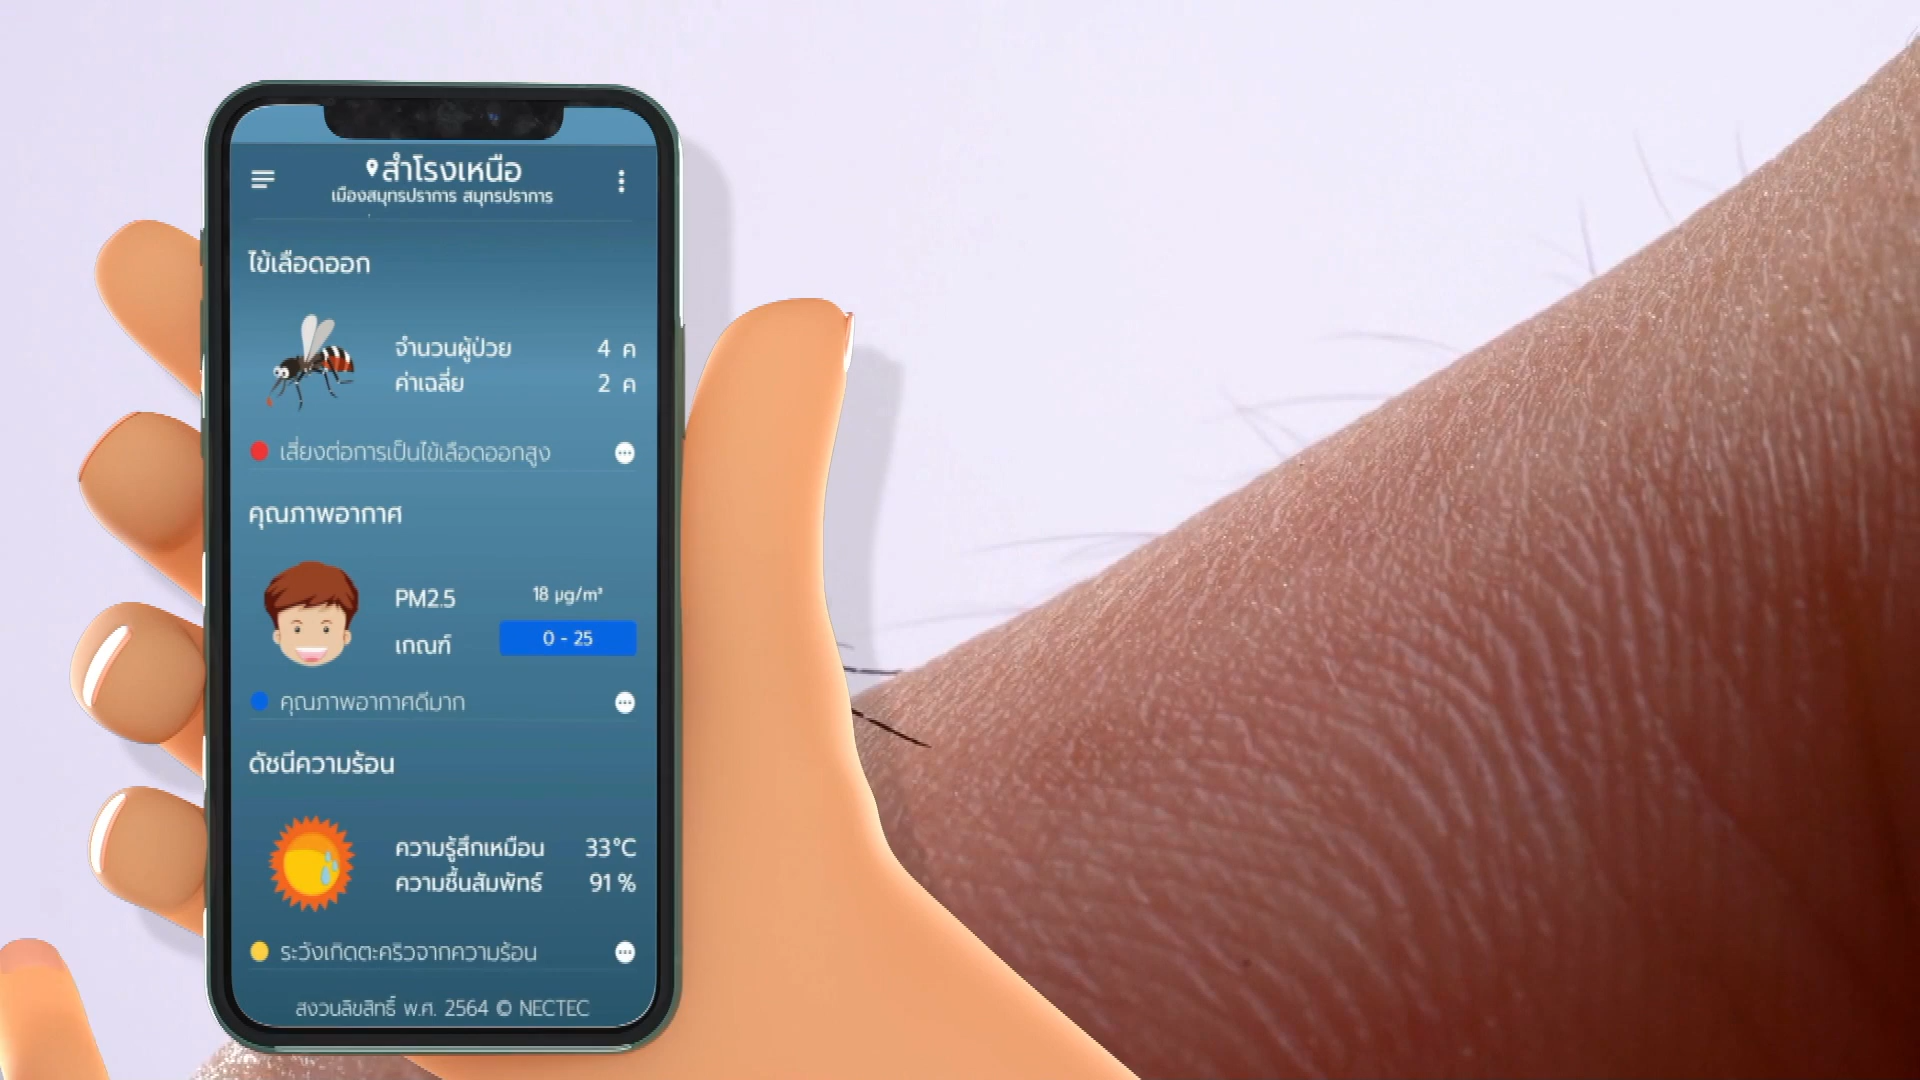 สำโรงเหนือ
เมืองสมุทรปราการ สมุทรปราการ
ไข้เลือดออก
จำนวนผู้ป่วย 4 ค
ค่าเฉลี่ย 2 ค
เสี่ยงต่อการเป็นไข้เลือดออกสูง
คุณภาพอากาศ
PM2.5 18 µg/m³
เกณฑ์ 0 - 25
คุณภาพอากาศดีมาก
ดัชนีความร้อน
ความรู้สึกเหมือน 33°C
ความชื้นสัมพัทธ์ 91 %
ระวังเกิดตะคริวจากความร้อน
สงวนลิขสิทธิ์ พ.ศ. 2564 © NECTEC